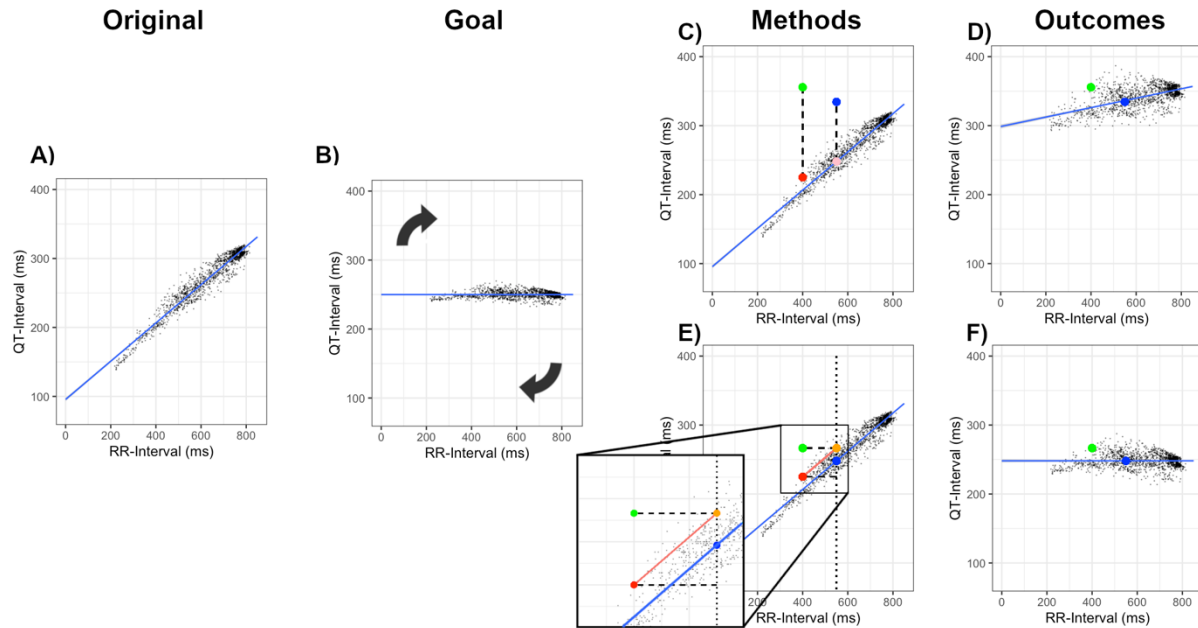 Original
Goal
Methods
Outcomes
A)
400
300
200
100
QT-Interval (ms)
0 200 400 600 800
RR-Interval (ms)
B)
400
300
200
100
QT-Interval (ms)
0 200 400 600 800
RR-Interval (ms)
C)
400
300
200
100
QT-Interval (ms)
0 200 400 600 800
RR-Interval (ms)
D)
400
300
200
100
QT-Interval (ms)
0 200 400 600 800
RR-Interval (ms)
E)
400
300
(ms)
400 600 800
RR-Interval (ms)
F)
400
300
200
100
QT-Interval (ms)
0 200 400 600 800
RR-Interval (ms)